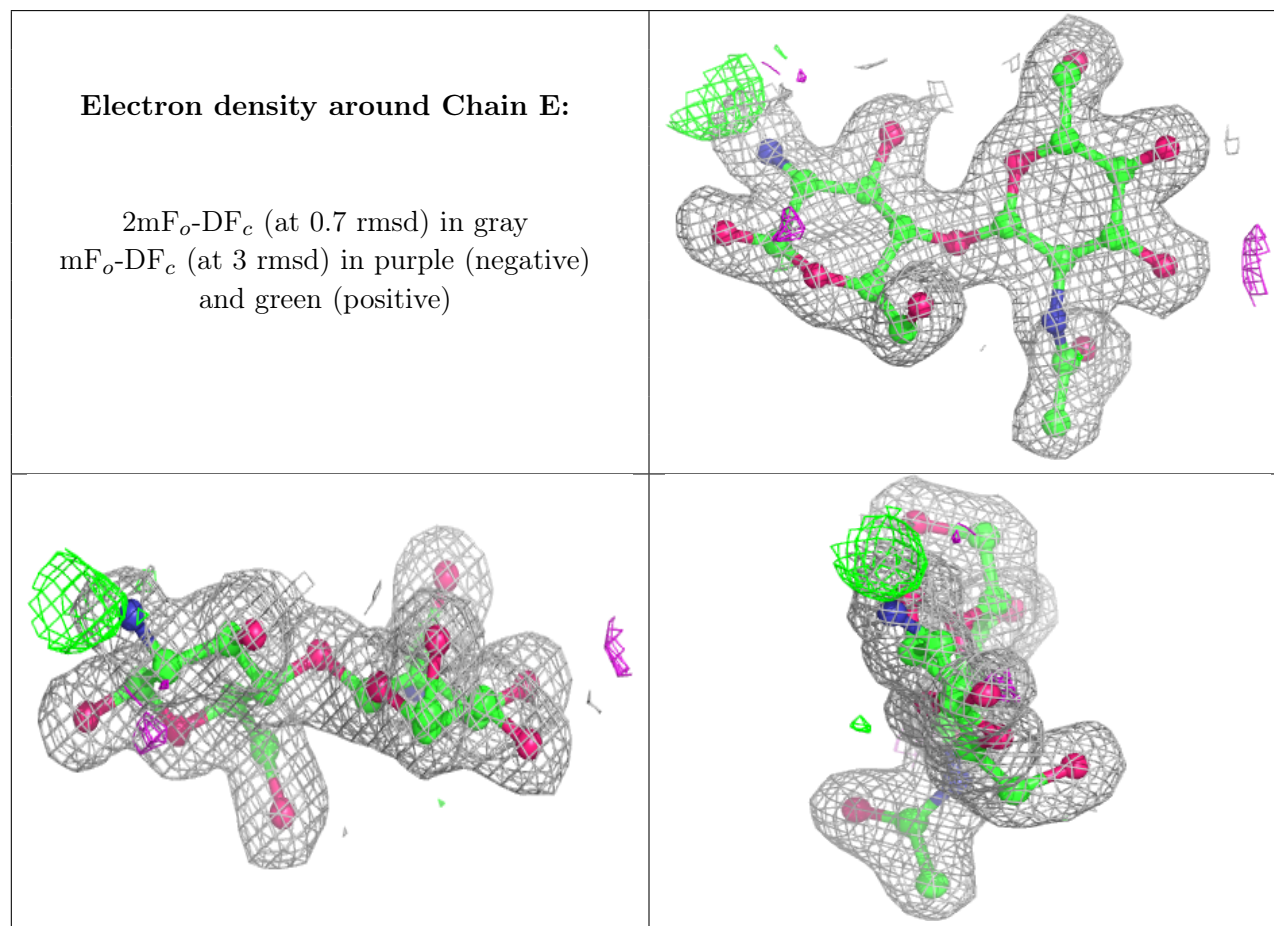 Electron density around Chain E:
2mFo-DFc (at 0.7 rmsd) in gray
mFo-DFc (at 3 rmsd) in purple (negative)
and green (positive)